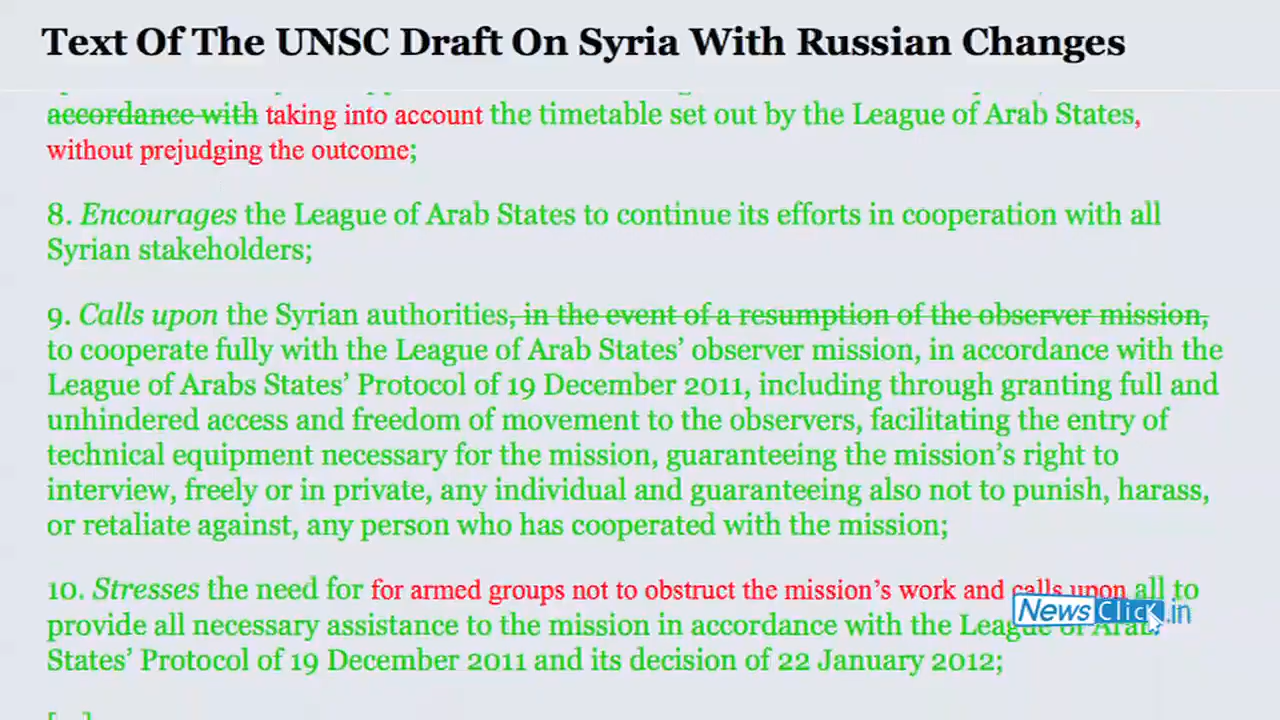 Text Of The UNSC Draft On Syria With Russian Changes
accordance with taking into account the timetable set out by the League of Arab States,
without prejudging the outcome;
8. Encourages the League of Arab States to continue its efforts in cooperation with all
Syrian stakeholders;
9. Calls upon the Syrian authorities, in the event of a resumption of the observer mission,
to cooperate fully with the League of Arab States’ observer mission, in accordance with the
League of Arabs States’ Protocol of 19 December 2011, including through granting full and
unhindered access and freedom of movement to the observers, facilitating the entry of
technical equipment necessary for the mission, guaranteeing the mission’s right to
interview, freely or in private, any individual and guaranteeing also not to punish, harass,
or retaliate against, any person who has cooperated with the mission;
10. Stresses the need for for armed groups not to obstruct the mission’s work and calls upon all to
provide all necessary assistance to the mission in accordance with the League of Arab
States’ Protocol of 19 December 2011 and its decision of 22 January 2012;
NewsClick.in